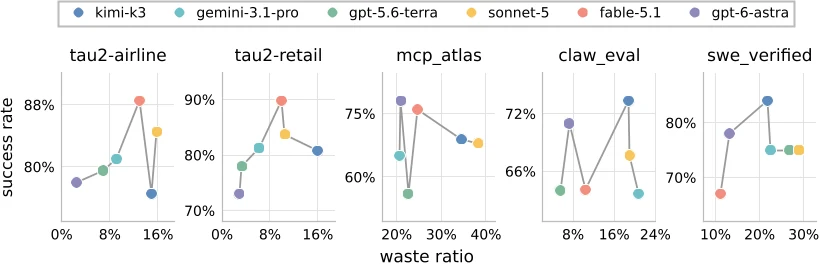 kimi-k3 gemini-3.1-pro gpt-5.6-terra sonnet-5 fable-5.1 gpt-6-astra
tau2-airline tau2-retail mcp_atlas claw_eval swe_verified
success rate
88%
80%
0% 8% 16%
90%
80%
70%
0% 8% 16%
75%
60%
20% 30% 40%
72%
66%
8% 16% 24%
80%
70%
10% 20% 30%
waste ratio